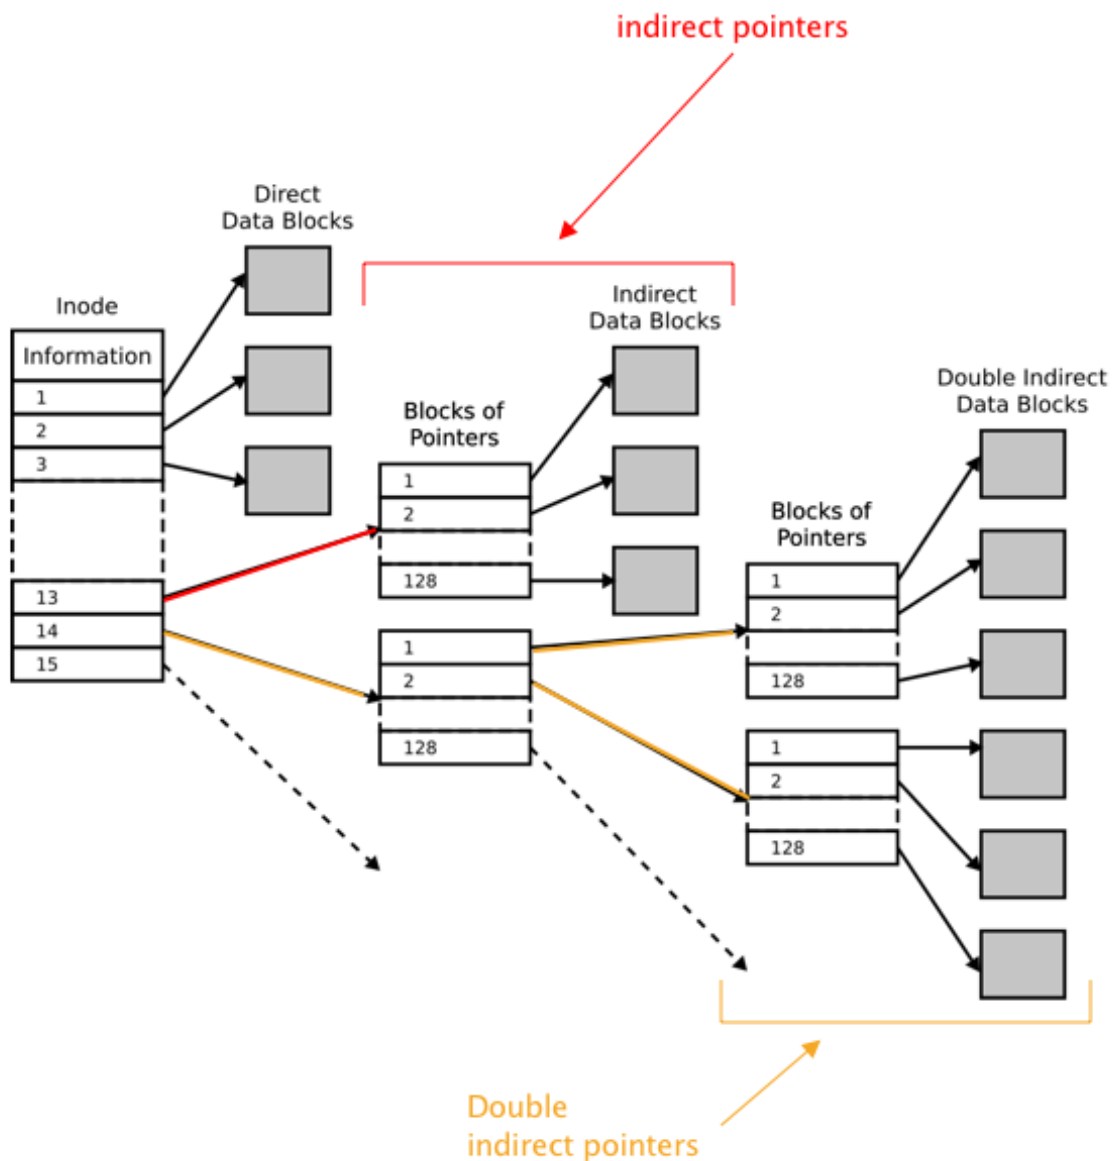 indirect pointers
Direct
Data Blocks
Inode
Information
1
2
3
13
14
15
Indirect
Data Blocks
Blocks of
Pointers
1
2
128
1
2
128
Double Indirect
Data Blocks
Blocks of
Pointers
1
2
128
1
2
128
Double
indirect pointers